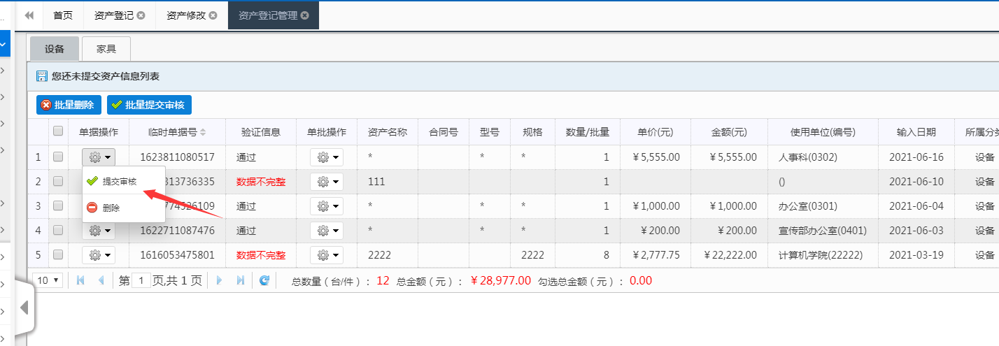 首页 资产登记 资产修改 资产登记管理
设备 家具
您还未提交资产信息列表
批量删除 批量提交审核
单据操作 临时单据号 验证信息 单批操作 资产名称 合同号 型号 规格 数量/批量 单价(元) 金额(元) 使用单位(编号) 输入日期 所属分类
1 1623811080517 通过 * * * 1 ￥5,555.00 ￥5,555.00 人事科(0302) 2021-06-16 设备
提交审核
2 313736335 数据不完整 111 1 () 2021-06-10 设备
删除
3 774526109 通过 * * * 1 ￥1,000.00 ￥1,000.00 办公室(0301) 2021-06-04 设备
4 1622711087476 通过 * * * 1 ￥200.00 ￥200.00 宣传部办公室(0401) 2021-06-03 设备
5 1616053475801 数据不完整 2222 2222 8 ￥2,777.75 ￥22,222.00 计算机学院(22222) 2021-03-19 设备
10 第 1 页,共 1 页 总数量（台/件）： 12 总金额（元）： ￥28,977.00 勾选总金额（元）： 0.00